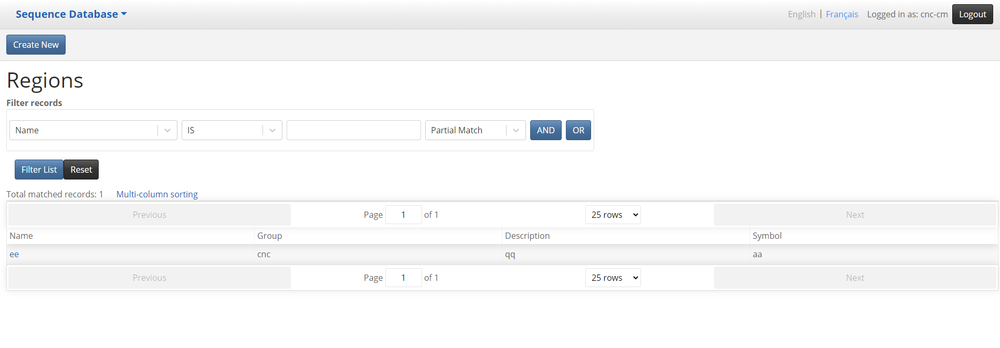 Sequence Database
English | Français Logged in as: cnc-cm Logout
Create New
Regions
Filter records
Name IS Partial Match AND OR
Filter List Reset
Total matched records: 1 Multi-column sorting
Previous Page 1 of 1 25 rows Next
Name Group Description Symbol
ee cnc qq aa
Previous Page 1 of 1 25 rows Next